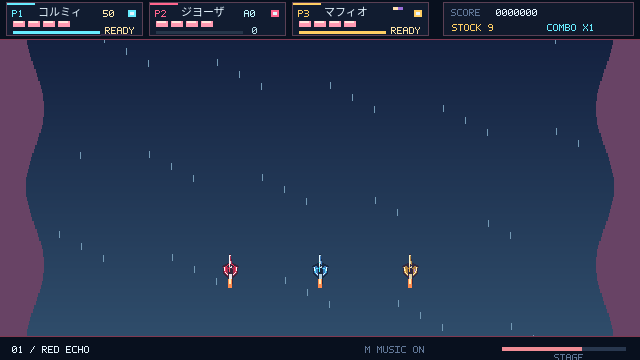 P1 コルミィ 50
READY
P2 ジョーザ A0
0
P3 マフィオ
READY
SCORE 0000000
STOCK 9 COMBO X1
01 / RED ECHO
M MUSIC ON
STAGE